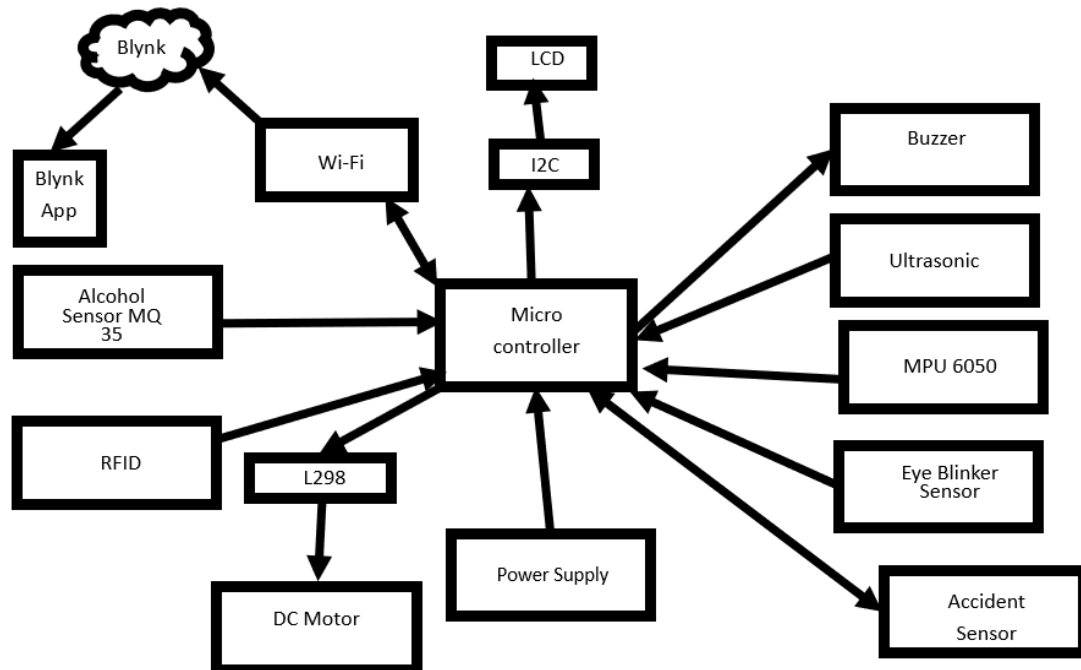 Blynk
LCD
Buzzer
Wi-Fi
I2C
Blynk
App
Ultrasonic
Alcohol
Sensor MQ
35
Micro
controller
MPU 6050
RFID
L298
Eye Blinker
Sensor
Power Supply
DC Motor
Accident
Sensor